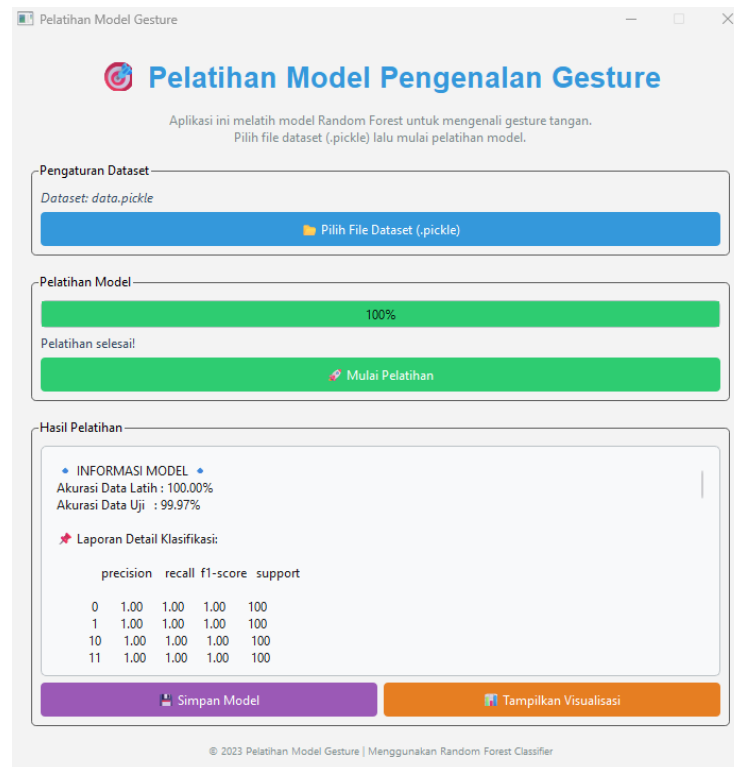 Pelatihan Model Gesture
Pelatihan Model Pengenalan Gesture
Aplikasi ini melatih model Random Forest untuk mengenali gesture tangan.
Pilih file dataset (.pickle) lalu mulai pelatihan model.
Pengaturan Dataset
Dataset: data.pickle
Pilih File Dataset (.pickle)
Pelatihan Model
100%
Pelatihan selesai!
Mulai Pelatihan
Hasil Pelatihan
INFORMASI MODEL
Akurasi Data Latih : 100.00%
Akurasi Data Uji : 99.97%
Laporan Detail Klasifikasi:
precision recall f1-score support
0 1.00 1.00 1.00 100
1 1.00 1.00 1.00 100
10 1.00 1.00 1.00 100
11 1.00 1.00 1.00 100
Simpan Model Tampilkan Visualisasi
© 2023 Pelatihan Model Gesture | Menggunakan Random Forest Classifier